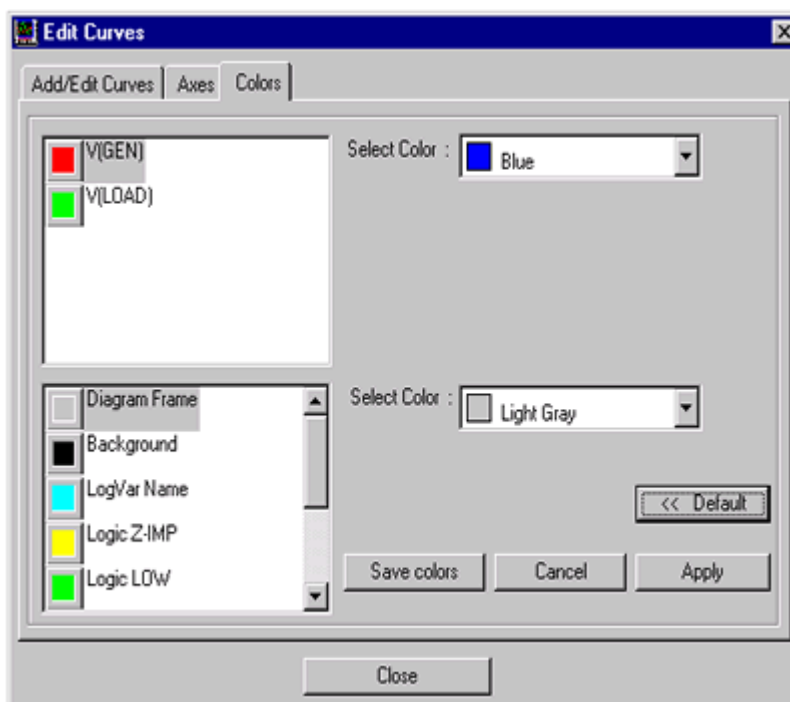 Edit Curves
Add/Edit Curves Axes Colors
V(GEN)
V(LOAD)
Select Color : Blue
Diagram Frame
Background
LogVar Name
Logic Z-IMP
Logic LOW
Select Color : Light Gray
<< Default
Save colors Cancel Apply
Close